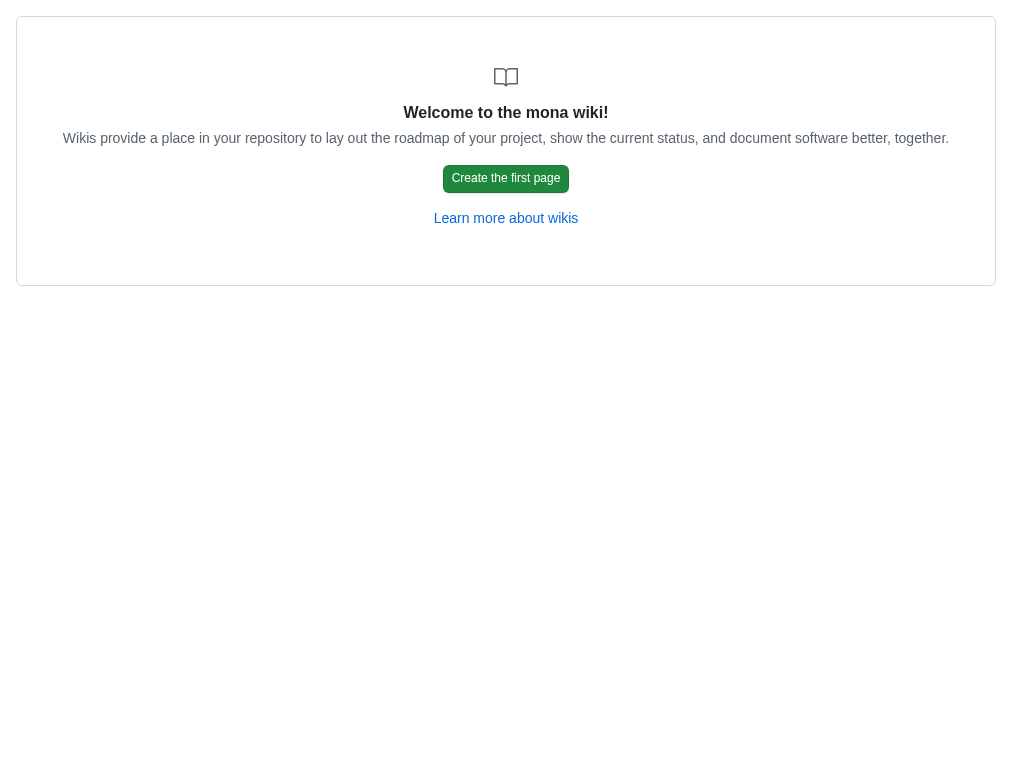 Welcome to the mona wiki!
Wikis provide a place in your repository to lay out the roadmap of your project, show the current status, and document software better, together.
Create the first page
Learn more about wikis